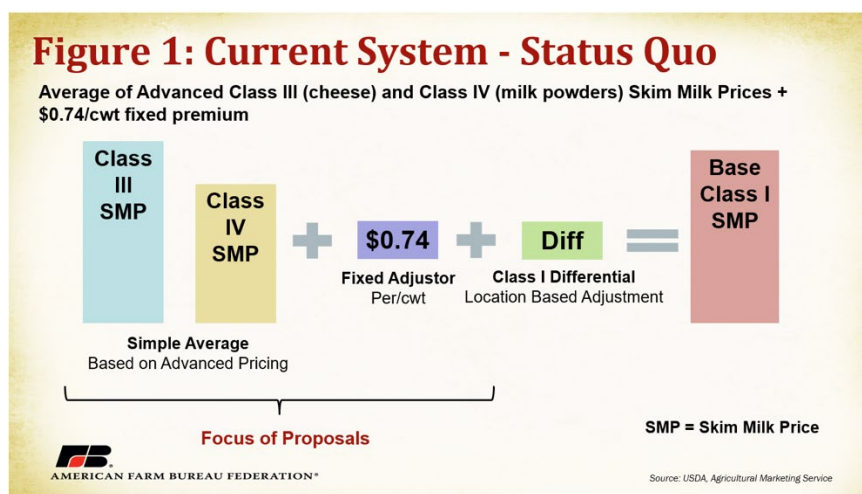 Figure 1: Current System - Status Quo
Average of Advanced Class III (cheese) and Class IV (milk powders) Skim Milk Prices +
$0.74/cwt fixed premium
Class
III
SMP
Class
IV
SMP
+
$0.74
+
Diff
=
Base
Class I
SMP
Fixed Adjustor
Per/cwt
Class I Differential
Location Based Adjustment
Simple Average
Based on Advanced Pricing
Focus of Proposals
SMP = Skim Milk Price
FB®
AMERICAN FARM BUREAU FEDERATION®
Source: USDA, Agricultural Marketing Service